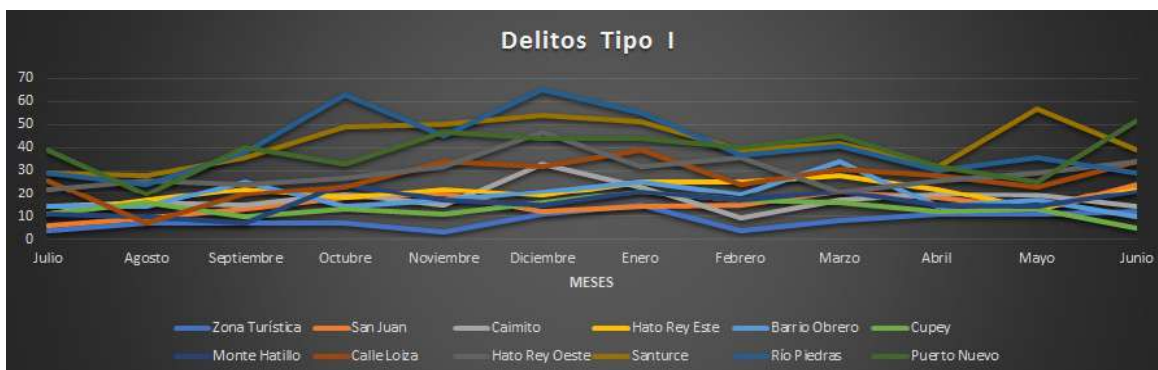 Delitos Tipo I
70
60
50
40
30
20
10
0
Julio Agosto Septiembre Octubre Noviembre Diciembre Enero Febrero Marzo Abril Mayo Junio
MESES
Zona Turística San Juan Caimito Hato Rey Este Barrio Obrero Cupey
Monte Hatillo Calle Loiza Hato Rey Oeste Santurce Río Piedras Puerto Nuevo